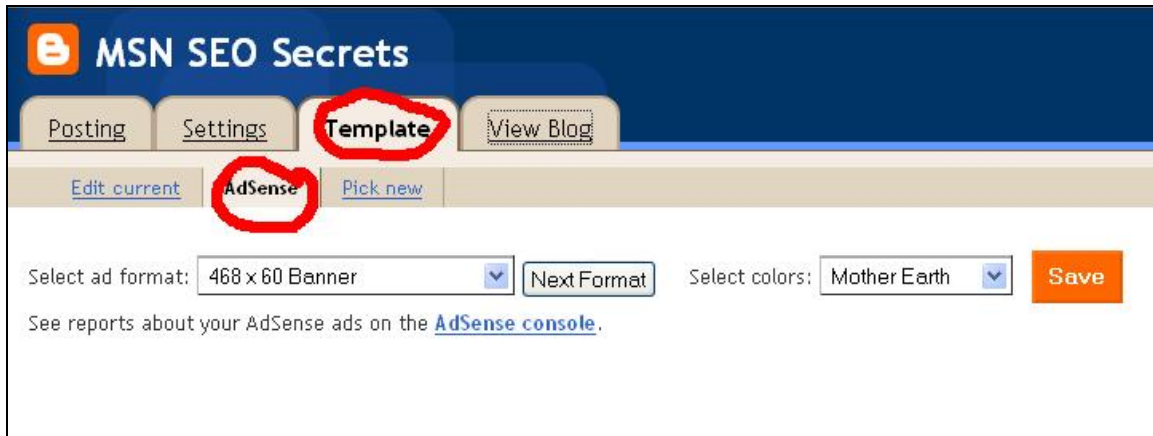 MSN SEO Secrets
Posting Settings Template View Blog
Edit current AdSense Pick new
Select ad format: 468 x 60 Banner Next Format Select colors: Mother Earth Save
See reports about your AdSense ads on the AdSense console.